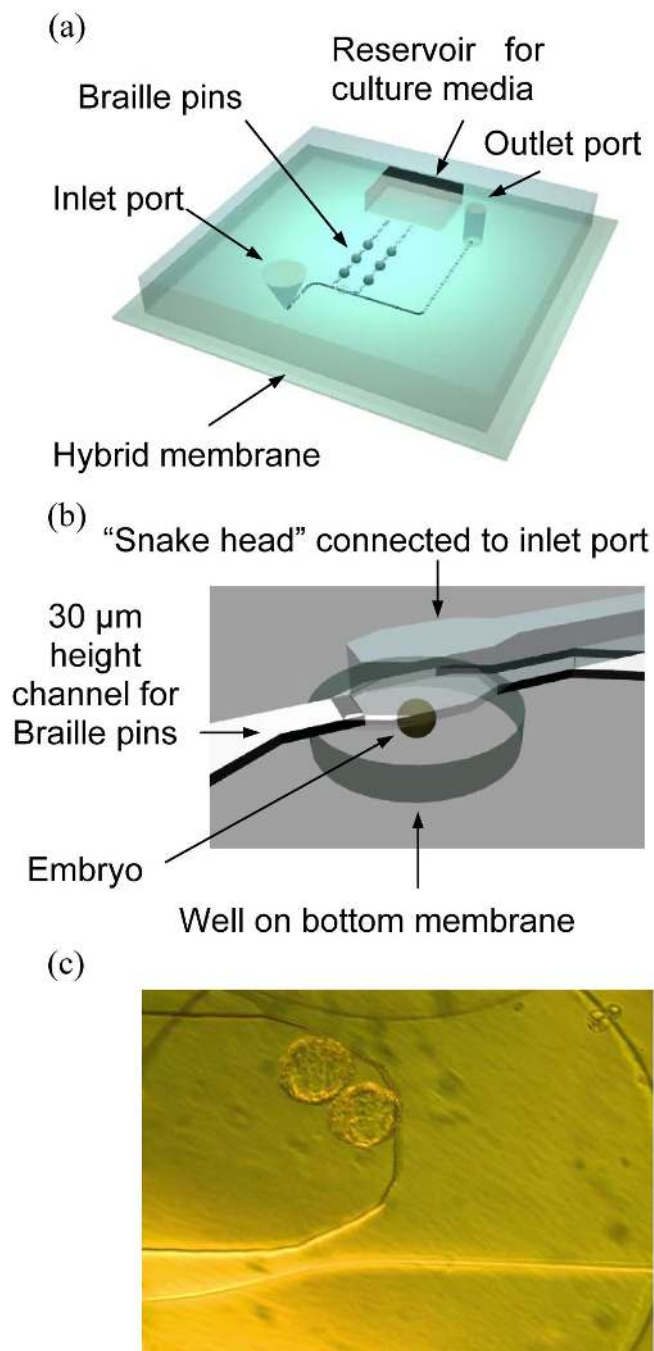 (a)
Reservoir for
culture media
Braille pins
Outlet port
Inlet port
Hybrid membrane
(b)
“Snake head” connected to inlet port
30 µm
height
channel for
Braille pins
Embryo
Well on bottom membrane
(c)